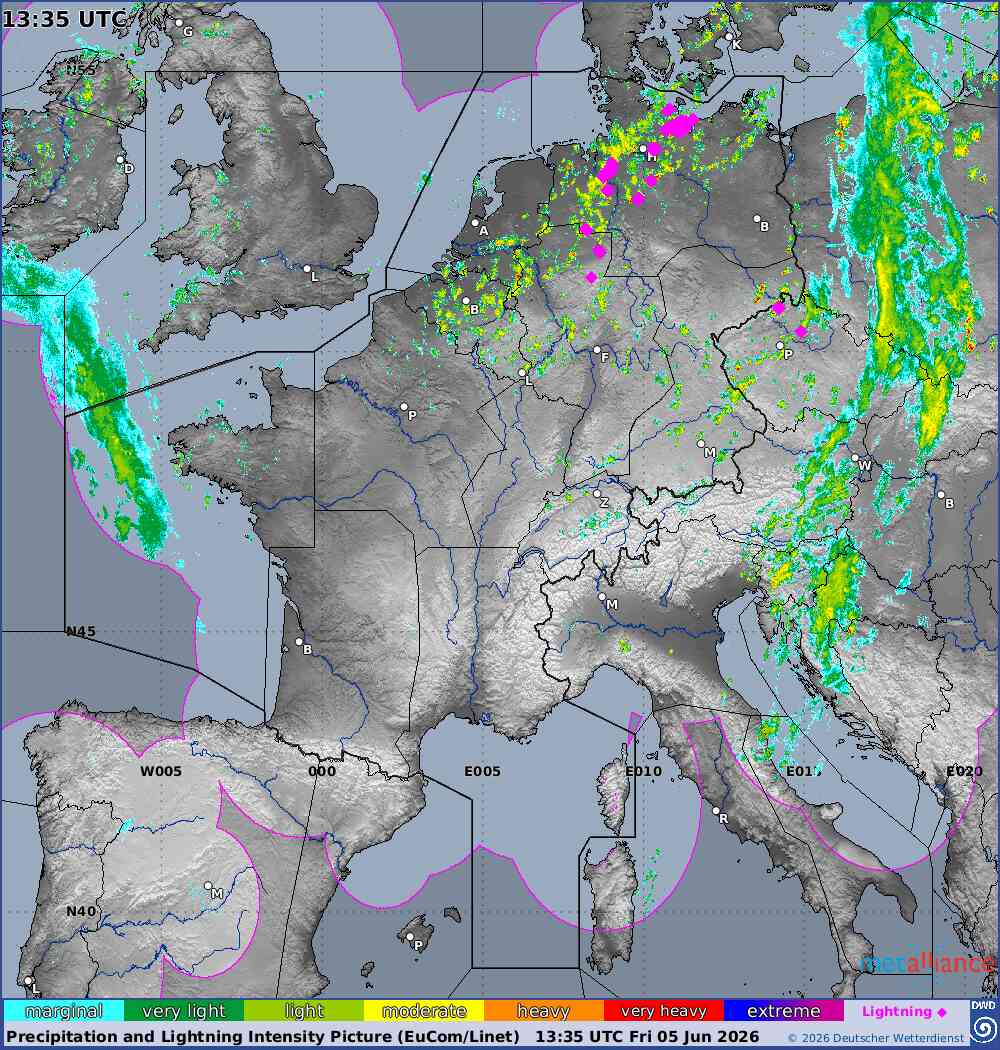 13:35 UTC
G
K
N55
H
D
A
B
L
B
P
F
L
P
M
W
Z
B
M
N45
B
W005
000
E005
E010
E01
E020
R
M
N40
P
L
metalliance
marginal
very light
light
moderate
heavy
very heavy
extreme
Lightning
DWD
Precipitation and Lightning Intensity Picture (EuCom/Linet) 13:35 UTC Fri 05 Jun 2026
© 2026 Deutscher Wetterdienst